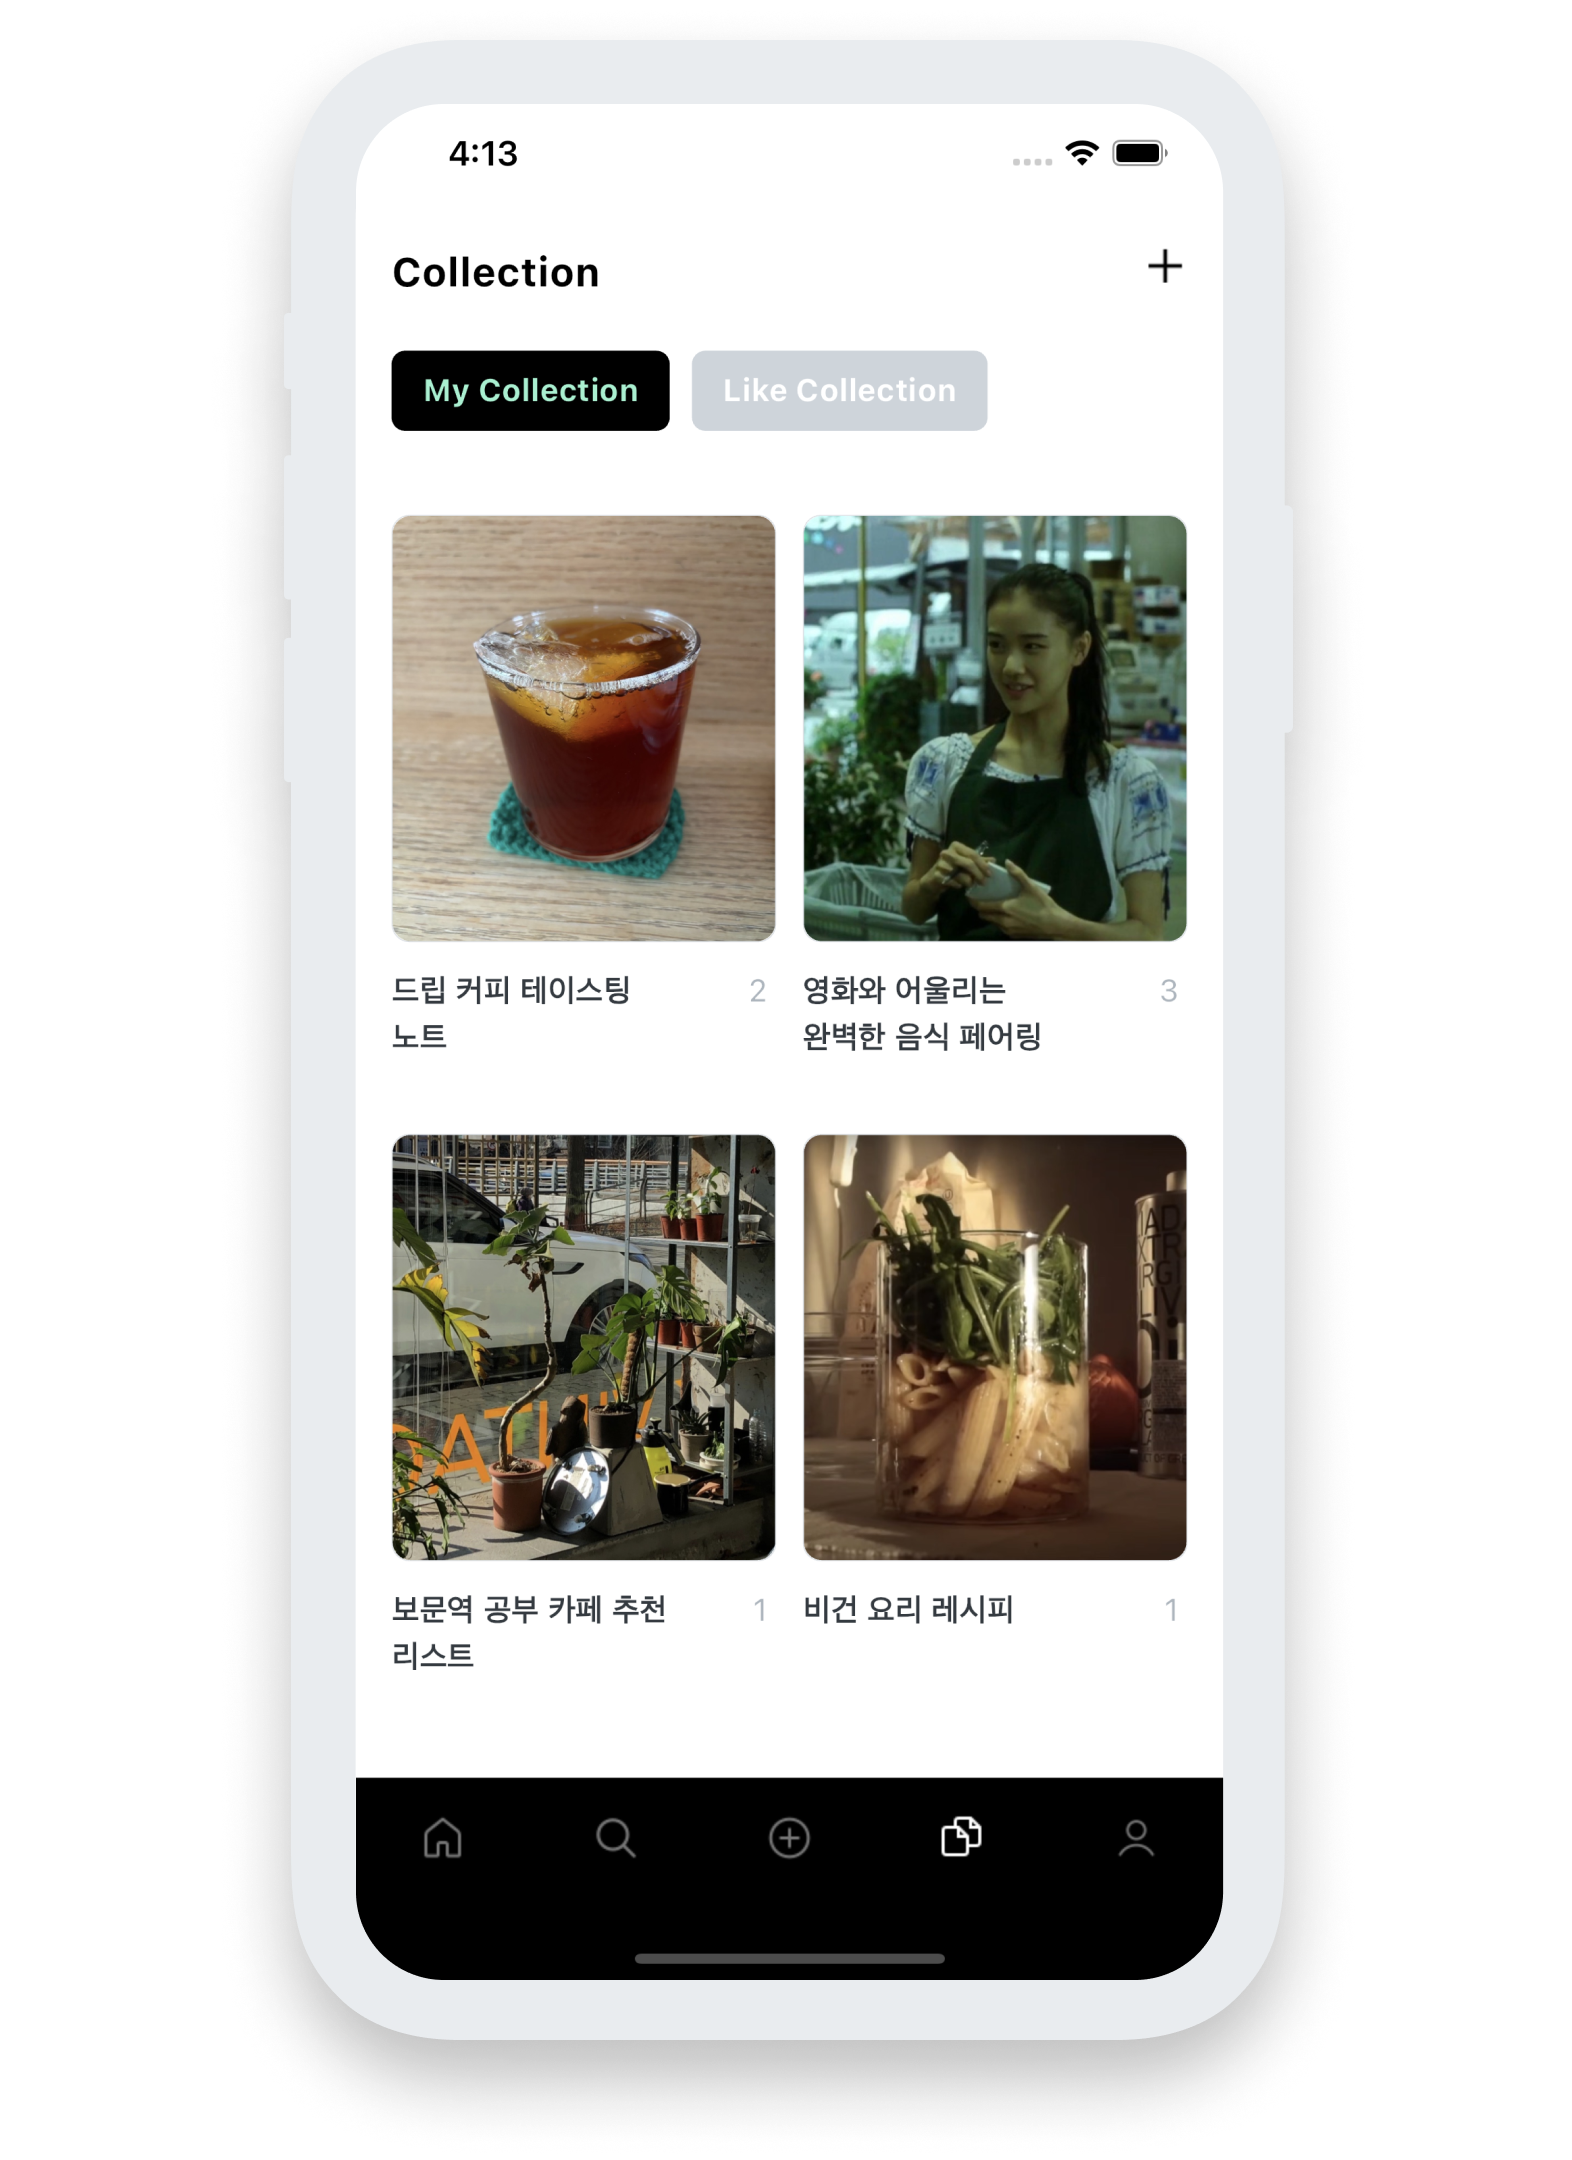 4:13
Collection
My Collection
Like Collection
드립 커피 테이스팅
노트
2
영화와 어울리는
완벽한 음식 페어링
3
보문역 공부 카페 추천
리스트
1
비건 요리 레시피
1